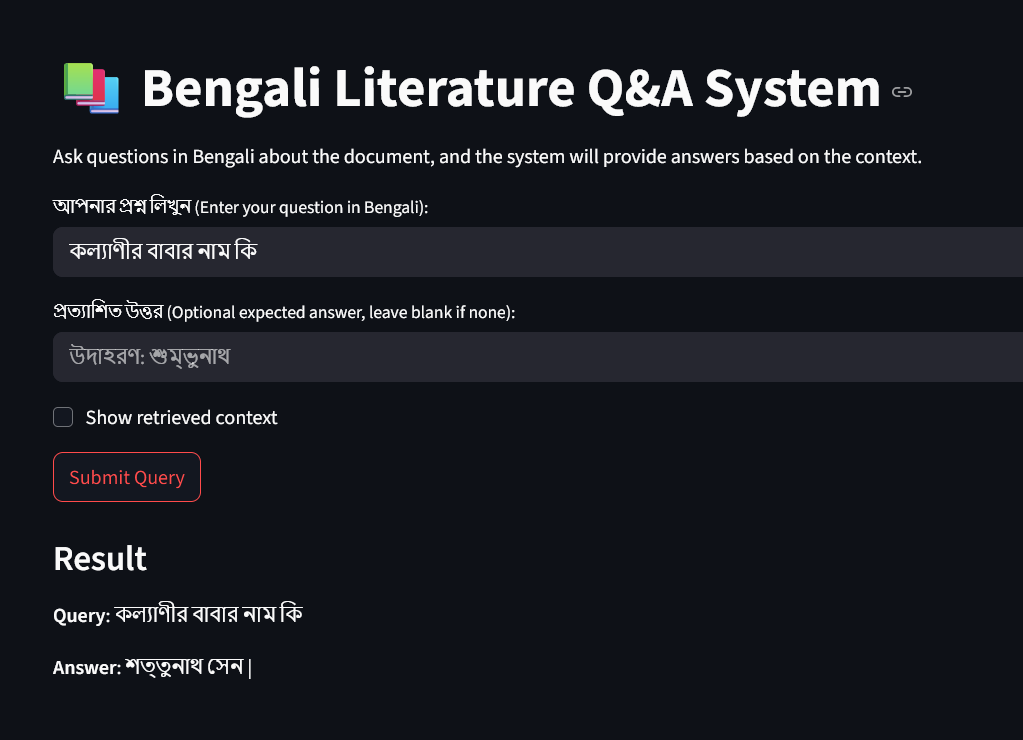 Bengali Literature Q&A System
Ask questions in Bengali about the document, and the system will provide answers based on the context.
আপনার প্রশ্ন লিখুন (Enter your question in Bengali):
কল্যাণীর বাবার নাম কি
প্রত্যাশিত উত্তর (Optional expected answer, leave blank if none):
উদাহরণ: শুম্ভুনাথ
Show retrieved context
Submit Query
Result
Query: কল্যাণীর বাবার নাম কি
Answer: শত্তুনাথ সেন |